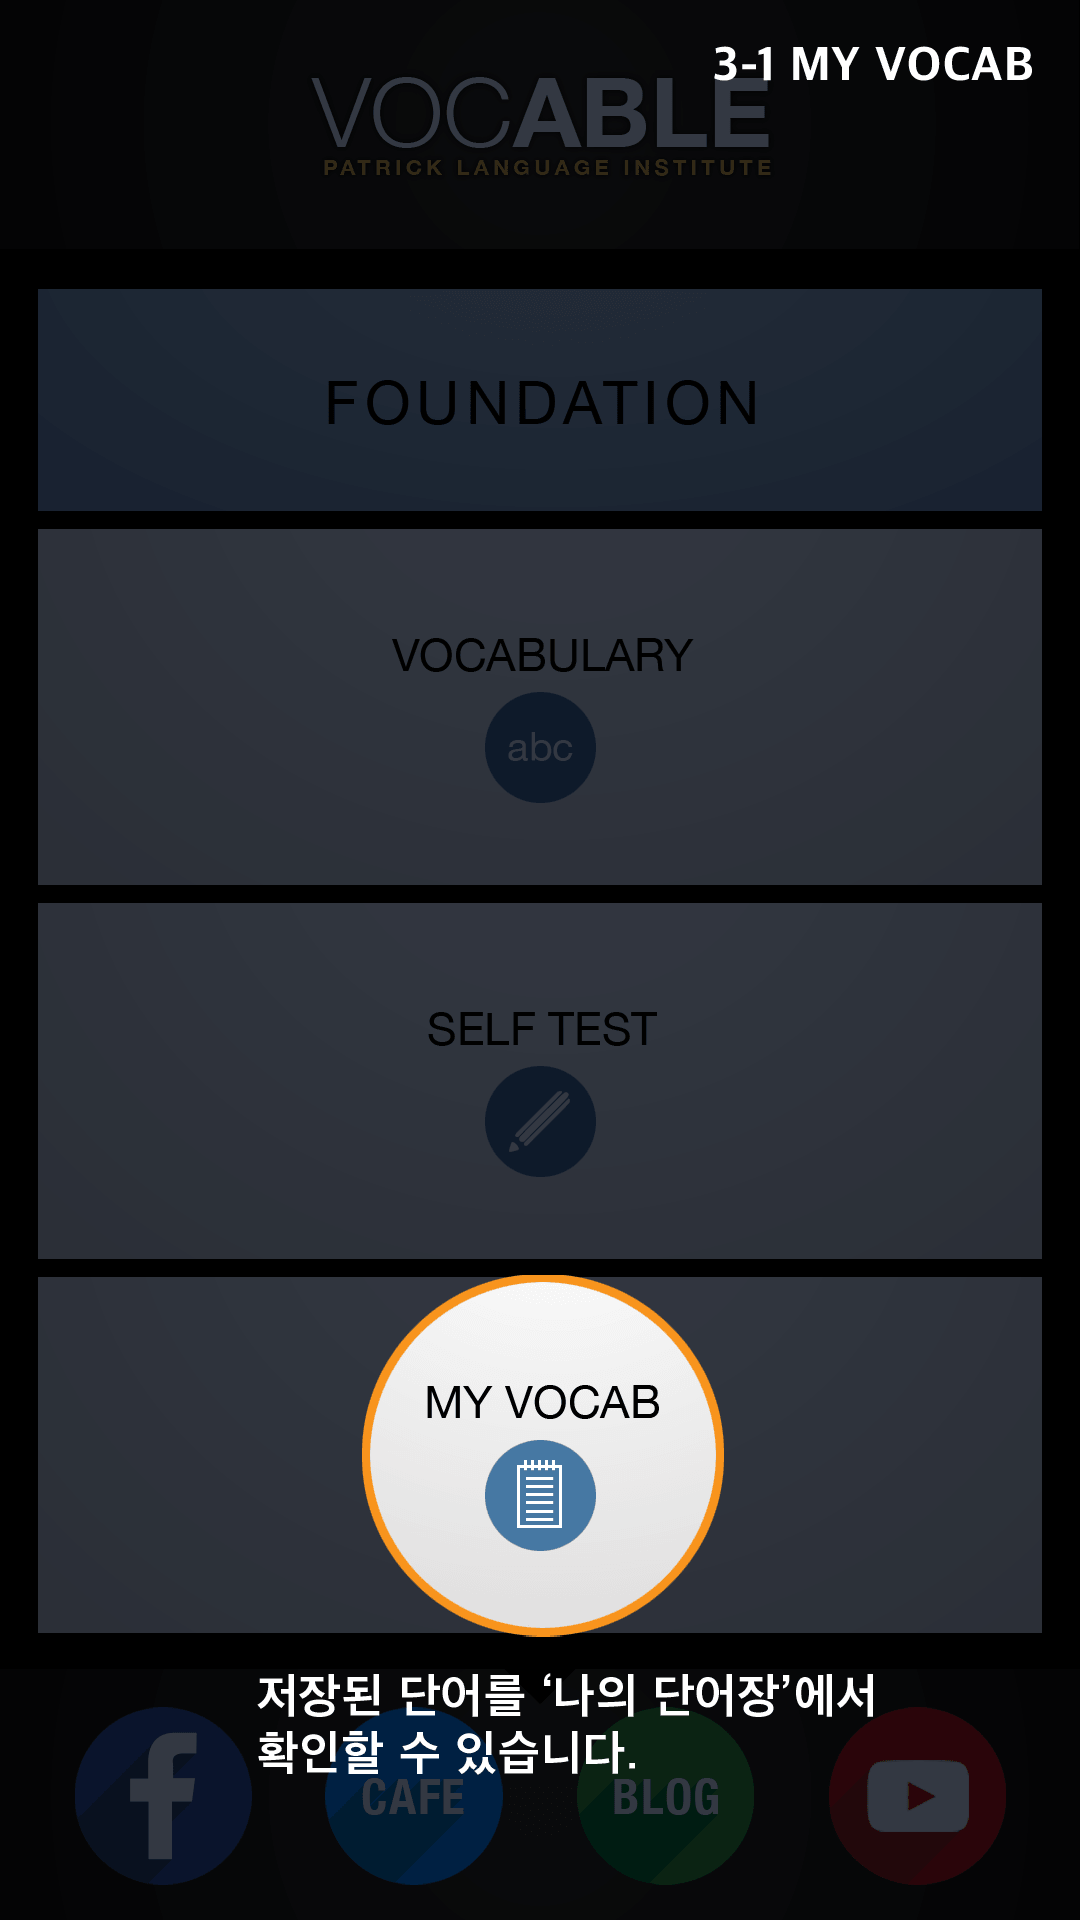 3-1 MY VOCAB
VOCABLE
PATRICK LANGUAGE INSTITUTE
FOUNDATION
VOCABULARY
abc
SELF TEST
MY VOCAB
저장된 단어를 ‘나의 단어장’에서
확인할 수 있습니다.
CAFE
BLOG